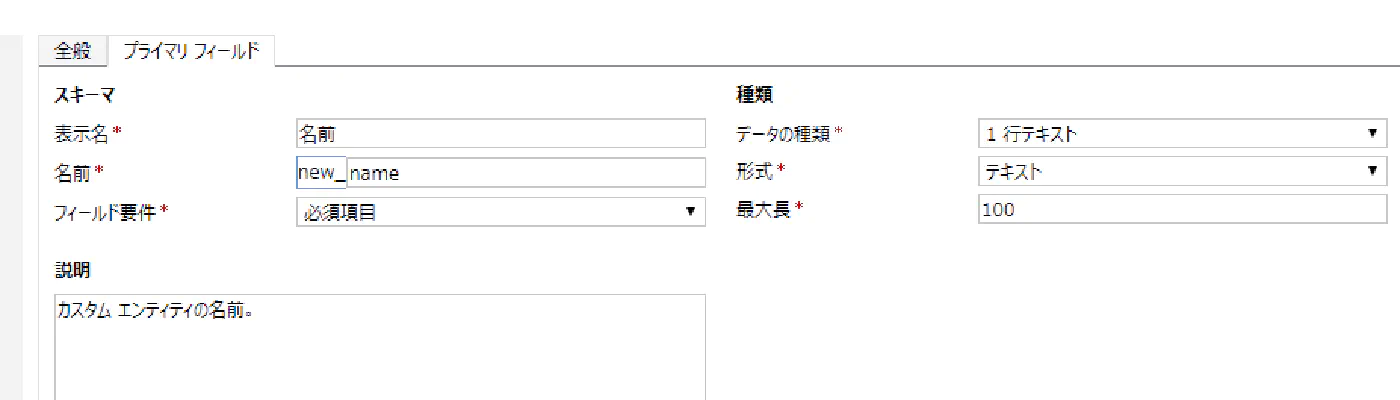 全般 プライマリ フィールド
スキーマ
表示名* 名前
名前* new_ name
フィールド要件* 必須項目 ▼
種類
データの種類* 1 行テキスト ▼
形式* テキスト ▼
最大長* 100
説明
カスタム エンティティの名前。